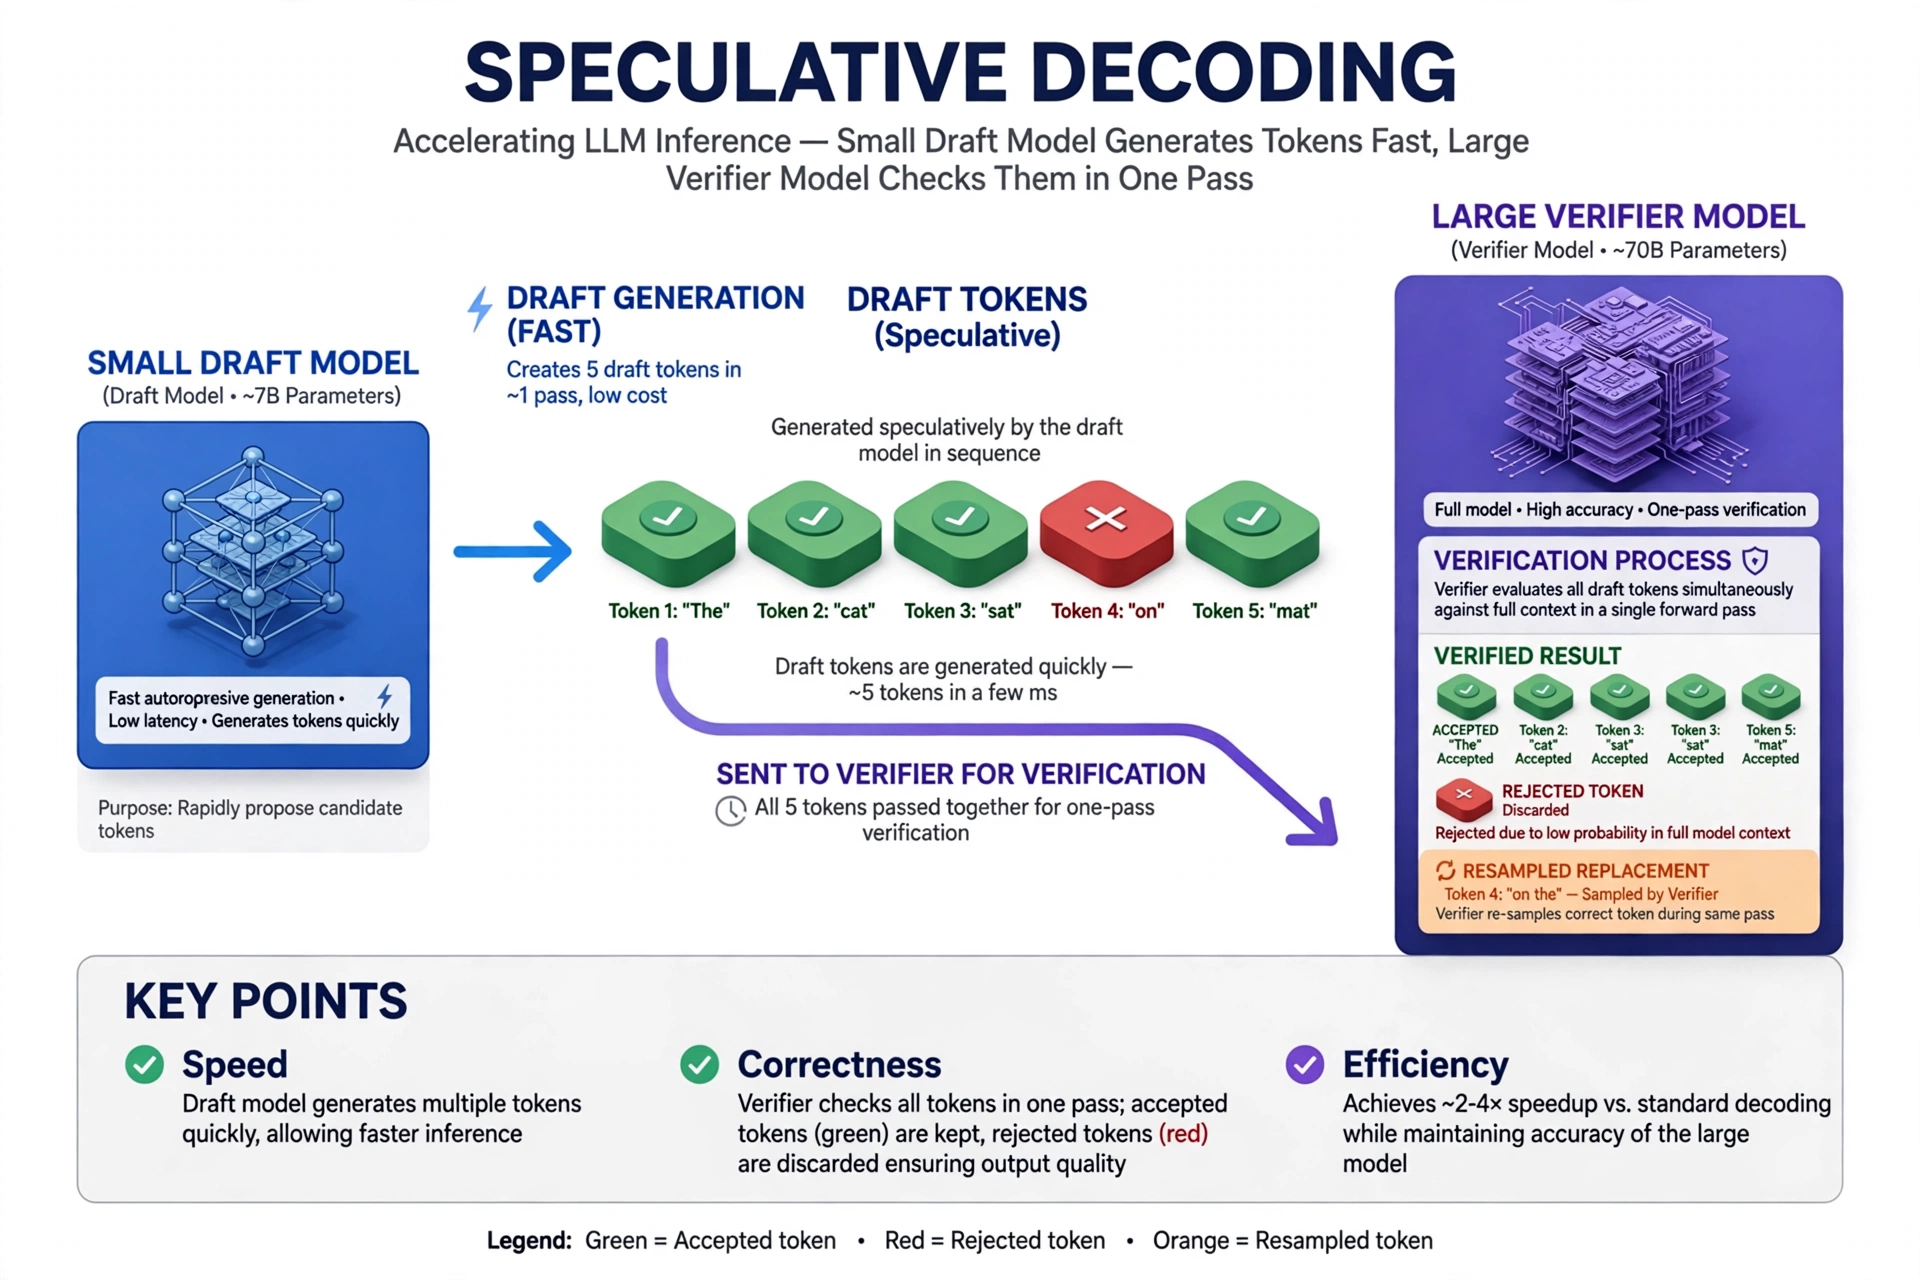 SPECULATIVE DECODING
Accelerating LLM Inference — Small Draft Model Generates Tokens Fast, Large
Verifier Model Checks Them in One Pass
SMALL DRAFT MODEL
(Draft Model • ~7B Parameters)
Fast autoropresive generation •
Low latency • Generates tokens quickly
Purpose: Rapidly propose candidate
tokens
DRAFT GENERATION
(FAST)
Creates 5 draft tokens in
~1 pass, low cost
DRAFT TOKENS
(Speculative)
Generated speculatively by the draft
model in sequence
Token 1: "The"
Token 2: "cat"
Token 3: "sat"
Token 4: "on"
Token 5: "mat"
Draft tokens are generated quickly —
~5 tokens in a few ms
SENT TO VERIFIER FOR VERIFICATION
All 5 tokens passed together for one-pass
verification
LARGE VERIFIER MODEL
(Verifier Model • ~70B Parameters)
Full model • High accuracy • One-pass verification
VERIFICATION PROCESS
Verifier evaluates all draft tokens simultaneously
against full context in a single forward pass
VERIFIED RESULT
ACCEPTED
"The"
Accepted
Token 2:
"cat"
Accepted
Token 3:
"sat"
Accepted
Token 3:
"sat"
Accepted
Token 5:
"mat"
Accepted
REJECTED TOKEN
Discarded
Rejected due to low probability in full model context
RESAMPLED REPLACEMENT
Token 4: "on the" — Sampled by Verifier
Verifier re-samples correct token during same pass
KEY POINTS
Speed
Draft model generates multiple tokens
quickly, allowing faster inference
Correctness
Verifier checks all tokens in one pass; accepted
tokens (green) are kept, rejected tokens (red)
are discarded ensuring output quality
Efficiency
Achieves ~2-4× speedup vs. standard decoding
while maintaining accuracy of the large
model
Legend: Green = Accepted token • Red = Rejected token • Orange = Resampled token